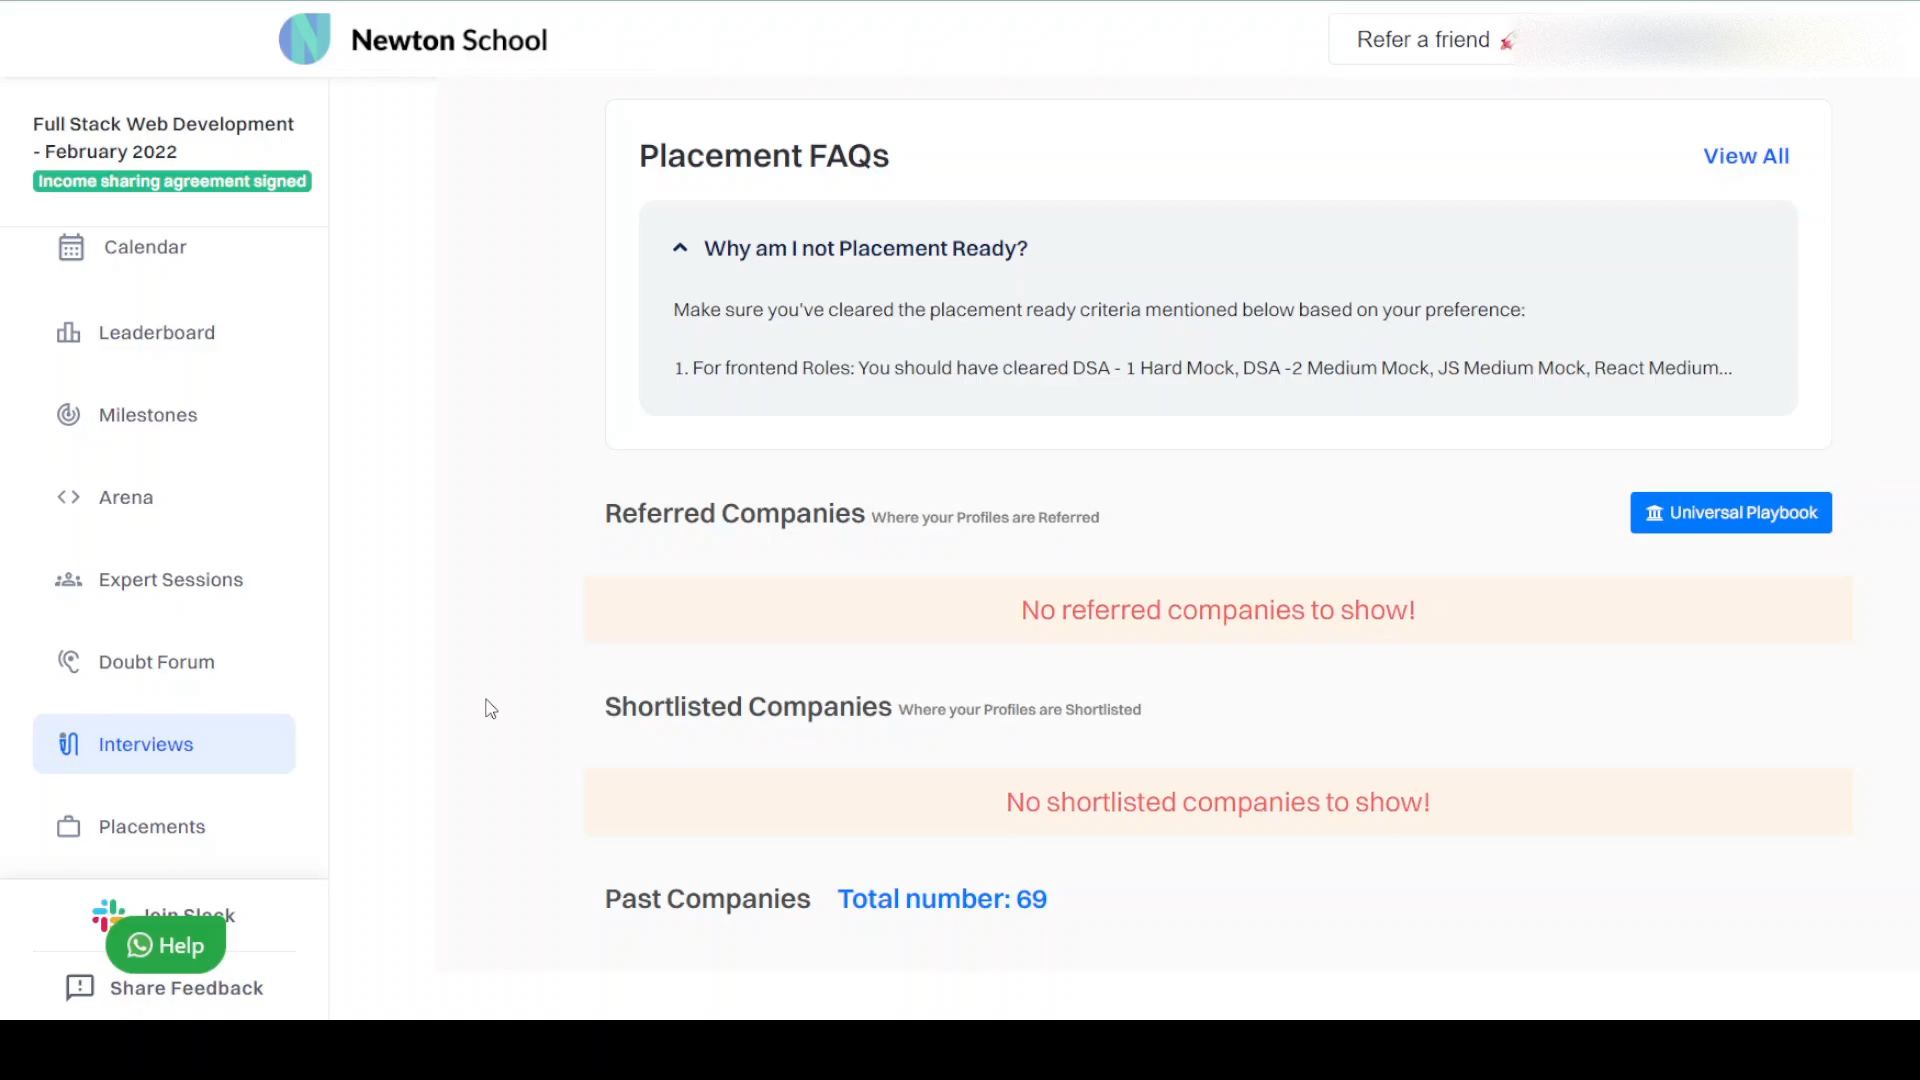 Newton School
Refer a friend
Full Stack Web Development
- February 2022
Income sharing agreement signed
Calendar
Leaderboard
Milestones
Arena
Expert Sessions
Doubt Forum
Interviews
Placements
Join Slack
Help
Share Feedback
Placement FAQs
View All
Why am I not Placement Ready?
Make sure you've cleared the placement ready criteria mentioned below based on your preference:
1. For frontend Roles: You should have cleared DSA - 1 Hard Mock, DSA -2 Medium Mock, JS Medium Mock, React Medium...
Referred Companies Where your Profiles are Referred
Universal Playbook
No referred companies to show!
Shortlisted Companies Where your Profiles are Shortlisted
No shortlisted companies to show!
Past Companies Total number: 69